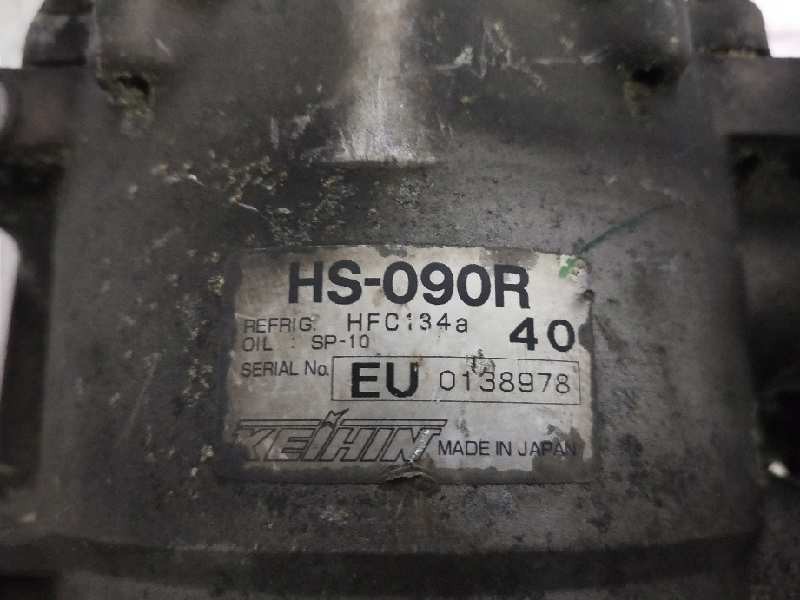 HS-090R
REFRIG. HFC134a 40
OIL : SP-10
SERIAL No. EU 0138978
KEIHIN MADE IN JAPAN